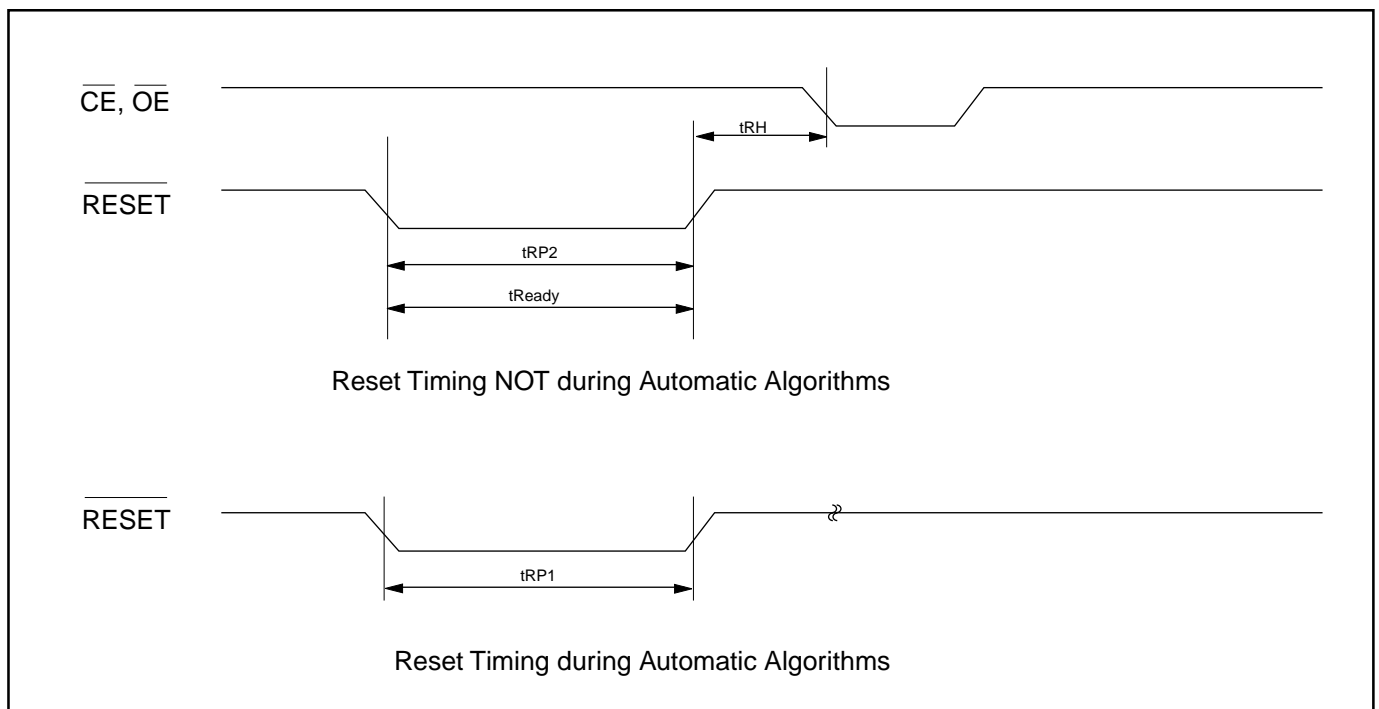 CE, OE
tRH
RESET
tRP2
tReady
Reset Timing NOT during Automatic Algorithms
RESET
tRP1
Reset Timing during Automatic Algorithms